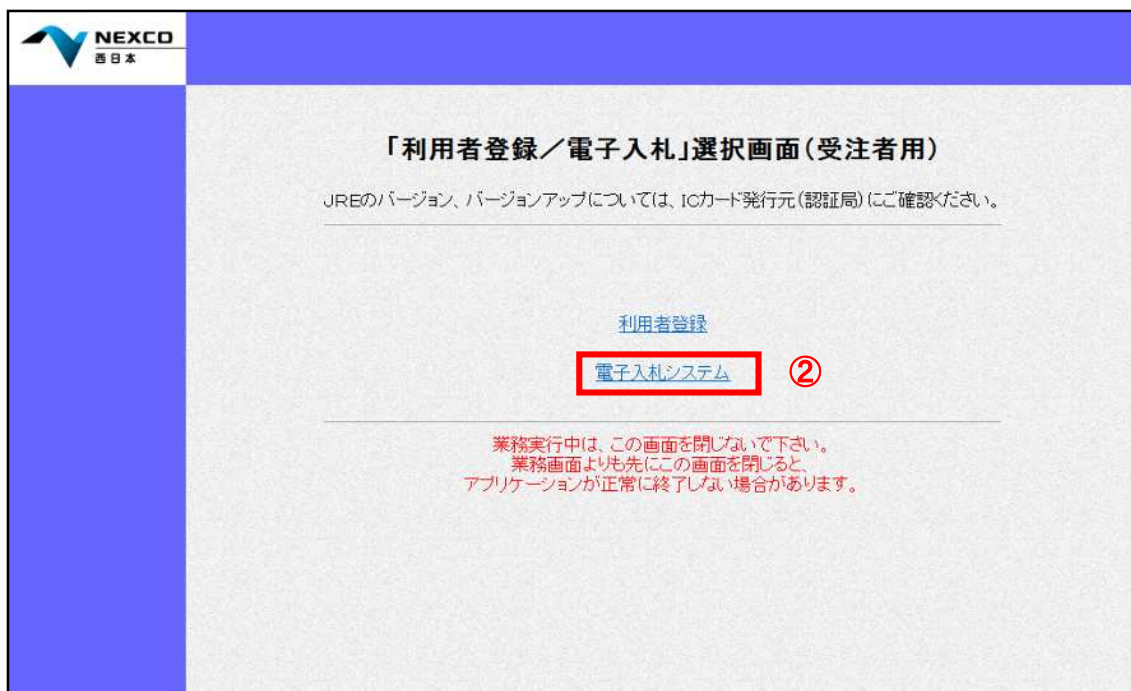 NEXCO
西日本
「利用者登録／電子入札」選択画面(受注者用)
JREのバージョン、バージョンアップについては、ICカード発行元(認証局)にご確認ください。
利用者登録
電子入札システム
②
業務実行中は、この画面を閉じないで下さい。
業務画面よりも先にこの画面を閉じると、
アプリケーションが正常に終了しない場合があります。